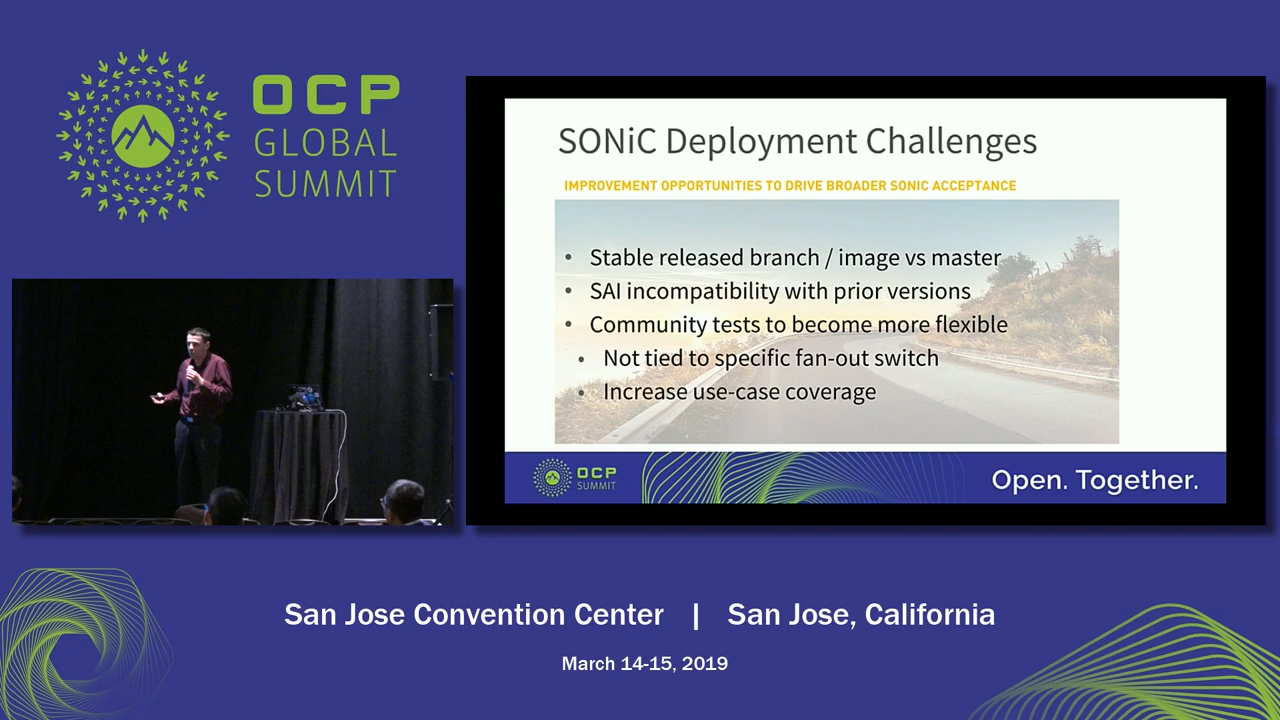 OCP
GLOBAL
SUMMIT
SONiC Deployment Challenges
IMPROVEMENT OPPORTUNITIES TO DRIVE BROADER SONIC ACCEPTANCE
• Stable released branch / image vs master
• SAI incompatibility with prior versions
• Community tests to become more flexible
• Not tied to specific fan-out switch
• Increase use-case coverage
OCP
SUMMIT
Open. Together.
San Jose Convention Center | San Jose, California
March 14-15, 2019